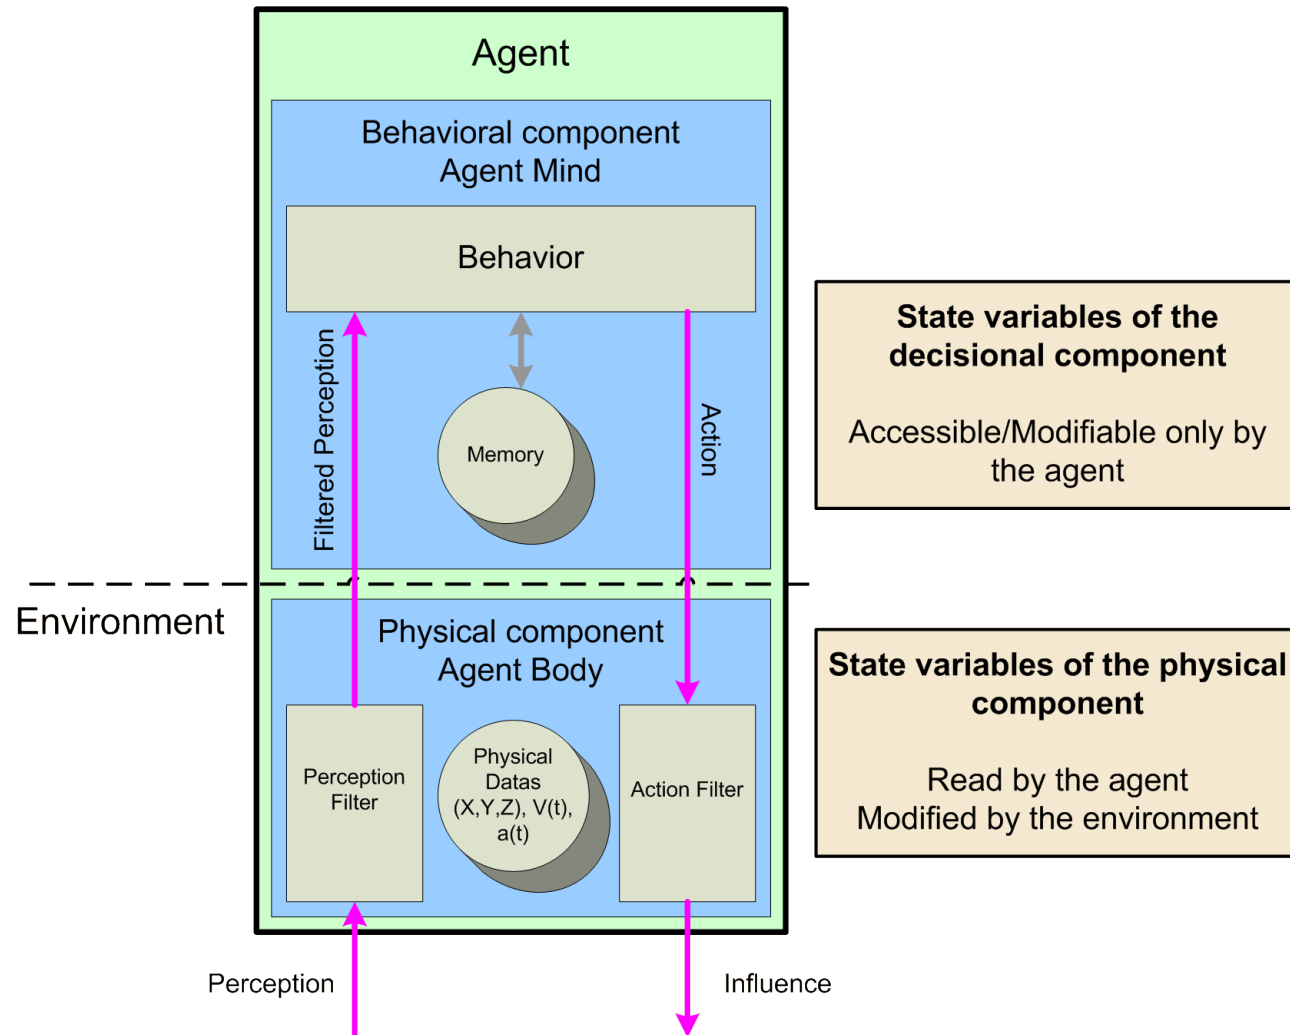 Agent
Behavioral component
Agent Mind
Behavior
Filtered Perception
Memory
Action
State variables of the
decisional component
Accessible/Modifiable only by
the agent
Environment
Physical component
Agent Body
Perception
Filter
Physical
Datas
(X,Y,Z), V(t),
a(t)
Action Filter
State variables of the physical
component
Read by the agent
Modified by the environment
Perception
Influence